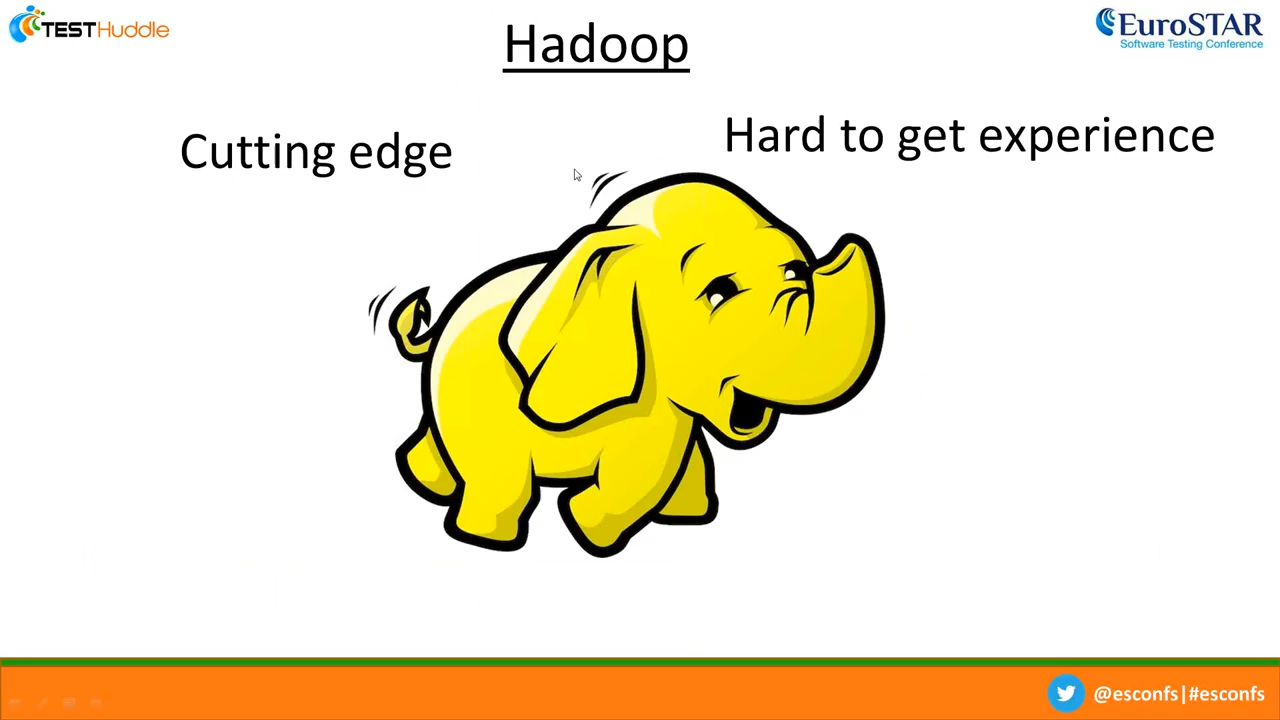 TESTHuddle
EuroSTAR
Software Testing Conference
Hadoop
Cutting edge
Hard to get experience
@esconfs|#esconfs